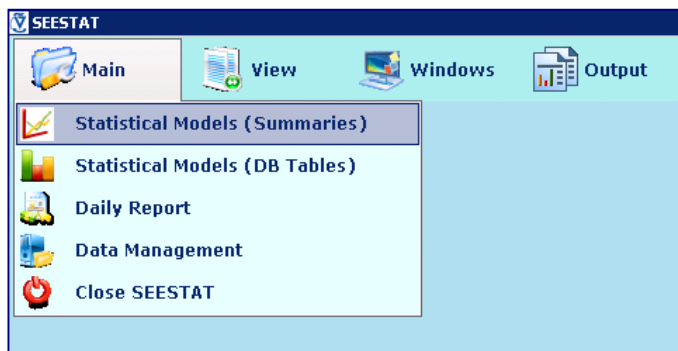 SEESTAT
Main View Windows Output
Statistical Models (Summaries)
Statistical Models (DB Tables)
Daily Report
Data Management
Close SEESTAT